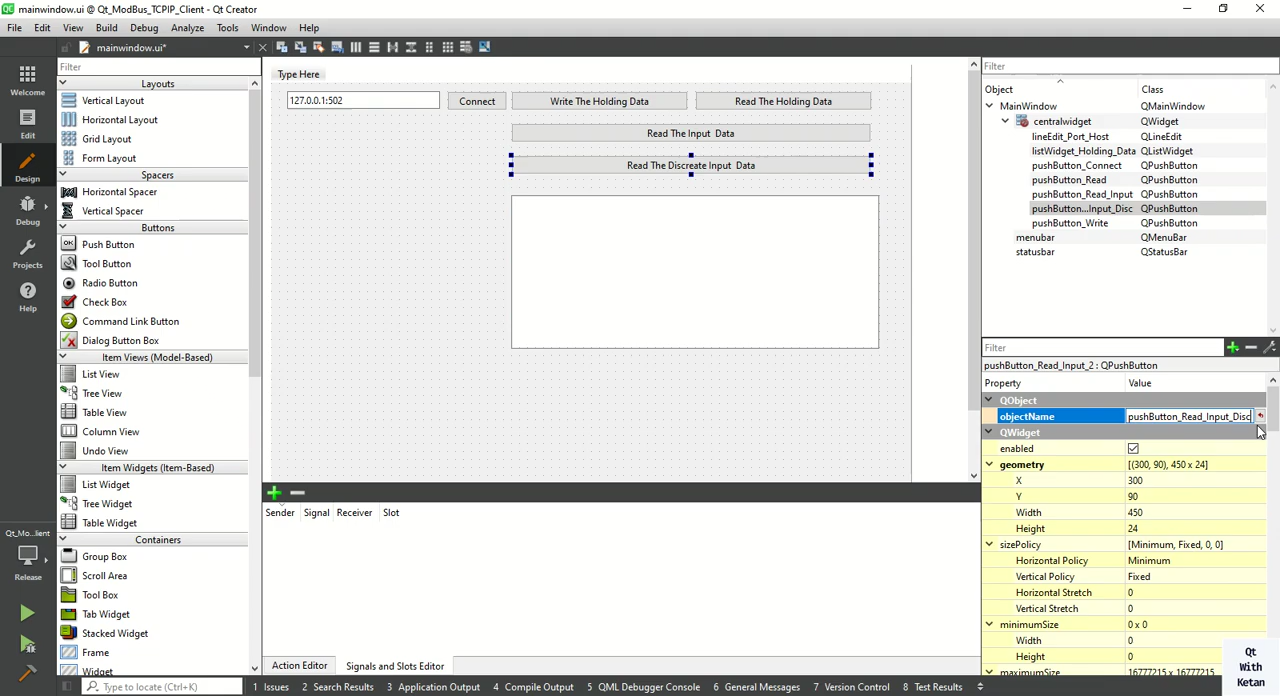 QC mainwindow.ui @ Qt_ModBus_TCPIP_Client - Qt Creator
File Edit View Build Debug Analyze Tools Window Help
mainwindow.ui*
Filter
Layouts
Vertical Layout
Horizontal Layout
Grid Layout
Form Layout
Spacers
Horizontal Spacer
Vertical Spacer
Buttons
OK Push Button
Tool Button
Radio Button
Check Box
Command Link Button
Dialog Button Box
Item Views (Model-Based)
List View
Tree View
Table View
Column View
Undo View
Item Widgets (Item-Based)
List Widget
Tree Widget
Table Widget
Containers
Group Box
Scroll Area
Tool Box
Tab Widget
Stacked Widget
Frame
Widget
Welcome
Edit
Design
Debug
Projects
Help
Qt_Mo...lient
Release
Type Here
127.0.0.1:502 Connect Write The Holding Data Read The Holding Data
Read The Input Data
Read The Discreate Input Data
Sender Signal Receiver Slot
Action Editor Signals and Slots Editor
Filter
Object Class
MainWindow QMainWindow
centralwidget QWidget
lineEdit_Port_Host QLineEdit
listWidget_Holding_Data QListWidget
pushButton_Connect QPushButton
pushButton_Read QPushButton
pushButton_Read_Input QPushButton
pushButton...Input_Disc QPushButton
pushButton_Write QPushButton
menubar QMenuBar
statusbar QStatusBar
Filter
pushButton_Read_Input_2 : QPushButton
Property Value
QObject
objectName pushButton_Read_Input_Disc
QWidget
enabled
geometry [(300, 90), 450 x 24]
X 300
Y 90
Width 450
Height 24
sizePolicy [Minimum, Fixed, 0, 0]
Horizontal Policy Minimum
Vertical Policy Fixed
Horizontal Stretch 0
Vertical Stretch 0
minimumSize 0 x 0
Width 0
Height 0
maximumSize 16777215 x 16777215
Qt
With
Ketan
Type to locate (Ctrl+K) 1 Issues 2 Search Results 3 Application Output 4 Compile Output 5 QML Debugger Console 6 General Messages 7 Version Control 8 Test Results